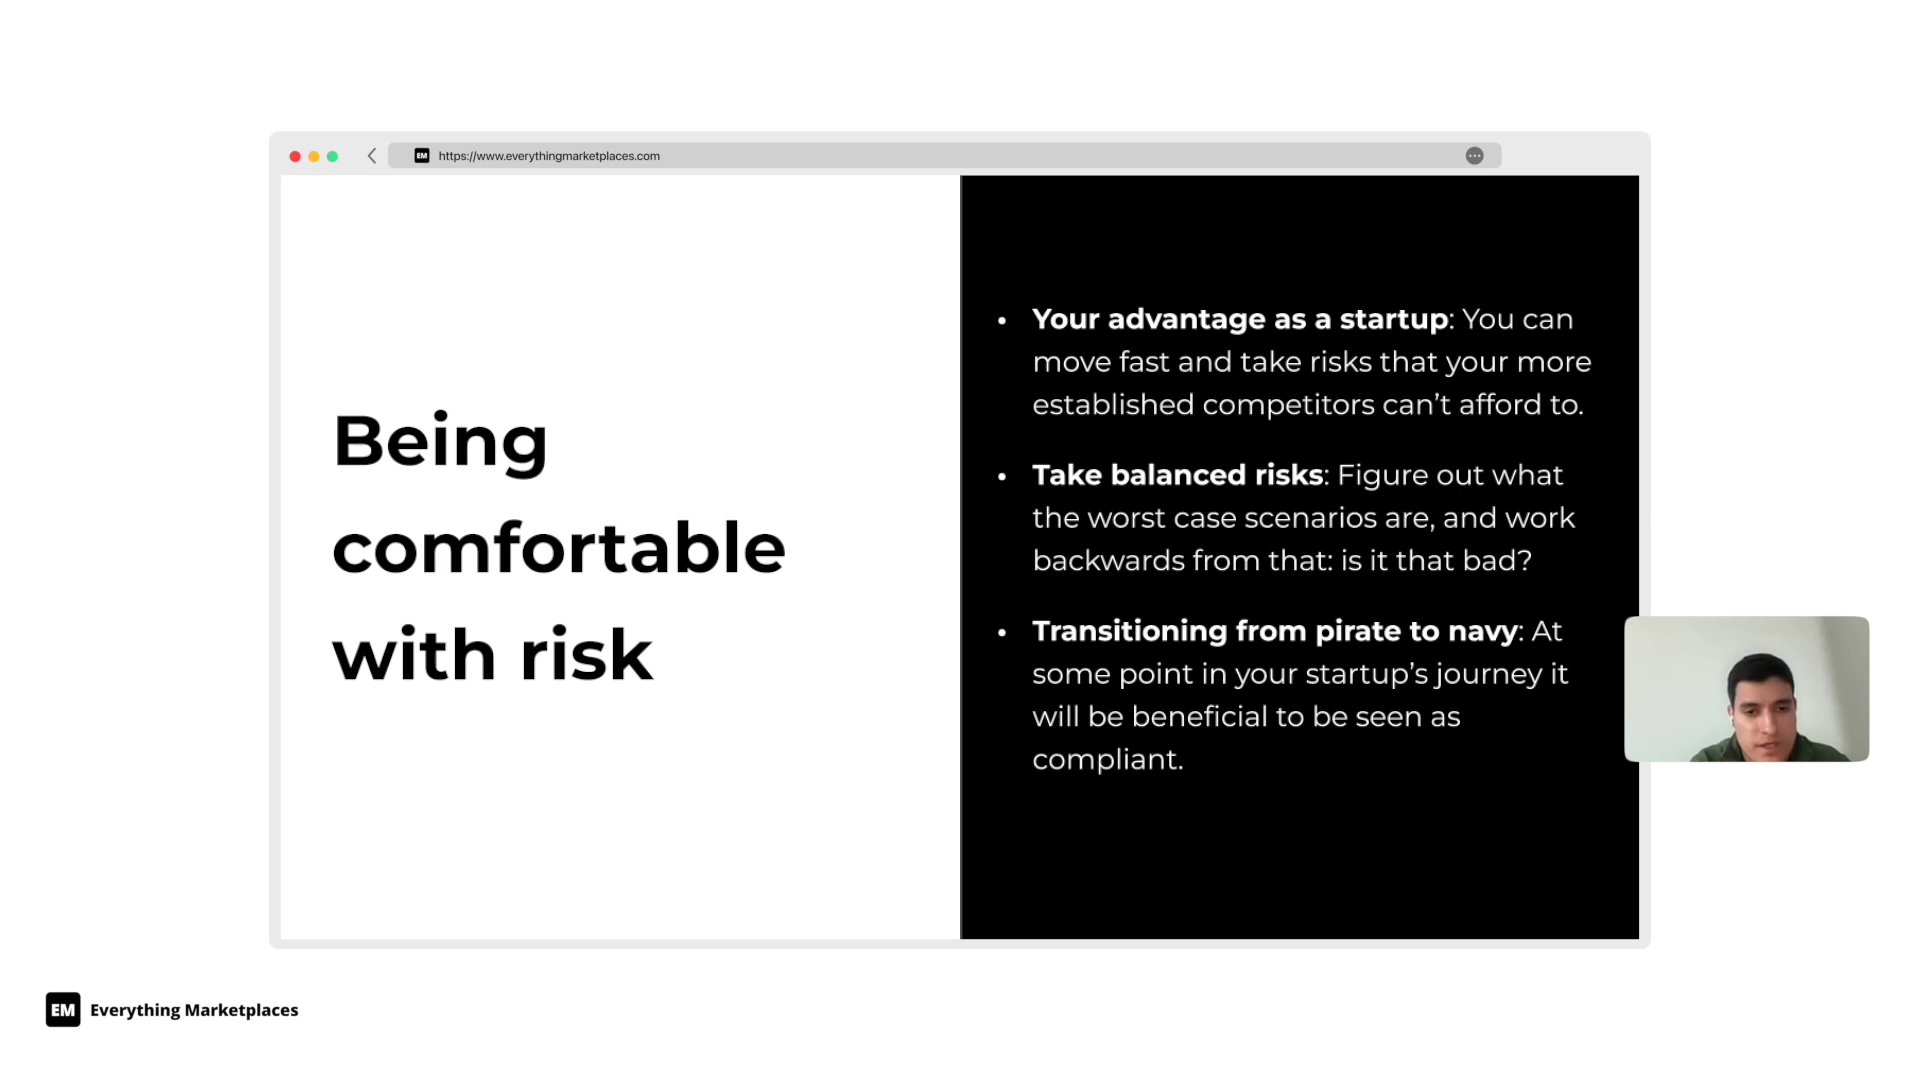 EM https://www.everythingmarketplaces.com
Being
comfortable
with risk
• Your advantage as a startup: You can
move fast and take risks that your more
established competitors can’t afford to.
• Take balanced risks: Figure out what
the worst case scenarios are, and work
backwards from that: is it that bad?
• Transitioning from pirate to navy: At
some point in your startup’s journey it
will be beneficial to be seen as
compliant.
EM Everything Marketplaces